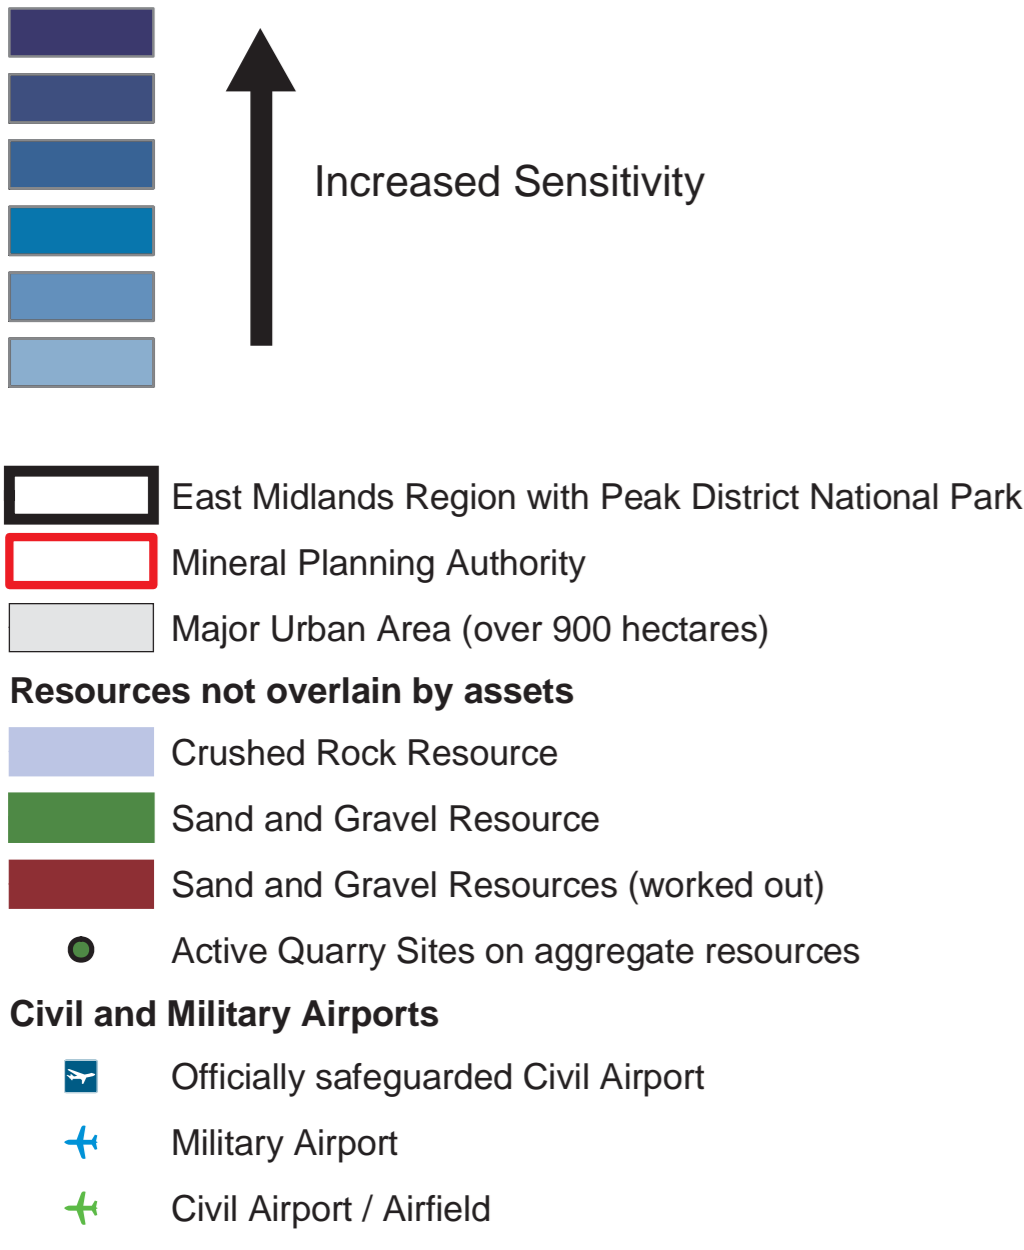 Increased Sensitivity
East Midlands Region with Peak District National Park
Mineral Planning Authority
Major Urban Area (over 900 hectares)
Resources not overlain by assets
Crushed Rock Resource
Sand and Gravel Resource
Sand and Gravel Resources (worked out)
Active Quarry Sites on aggregate resources
Civil and Military Airports
Officially safeguarded Civil Airport
Military Airport
Civil Airport / Airfield